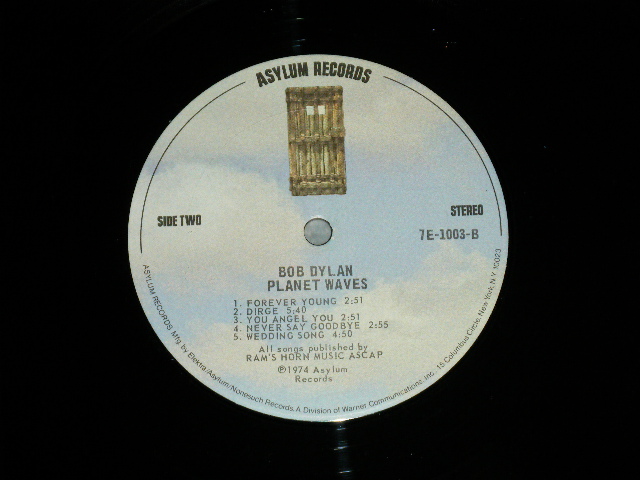 ASYLUM RECORDS
SIDE TWO
STEREO
7E-1003-B
BOB DYLAN
PLANET WAVES
1. FOREVER YOUNG 2:51
2. DIRGE 5:40
3. YOU ANGEL YOU 2:51
4. NEVER SAY GOODBYE 2:55
5. WEDDING SONG 4:50
All songs published by
RAM'S HORN MUSIC ASCAP
℗1974 Asylum
Records
ASYLUM RECORDS. Mfg. by Elektra/Asylum/Nonesuch Records. A Division of Warner Communications, Inc., 15 Columbus Circle, New York, N.Y. 10023